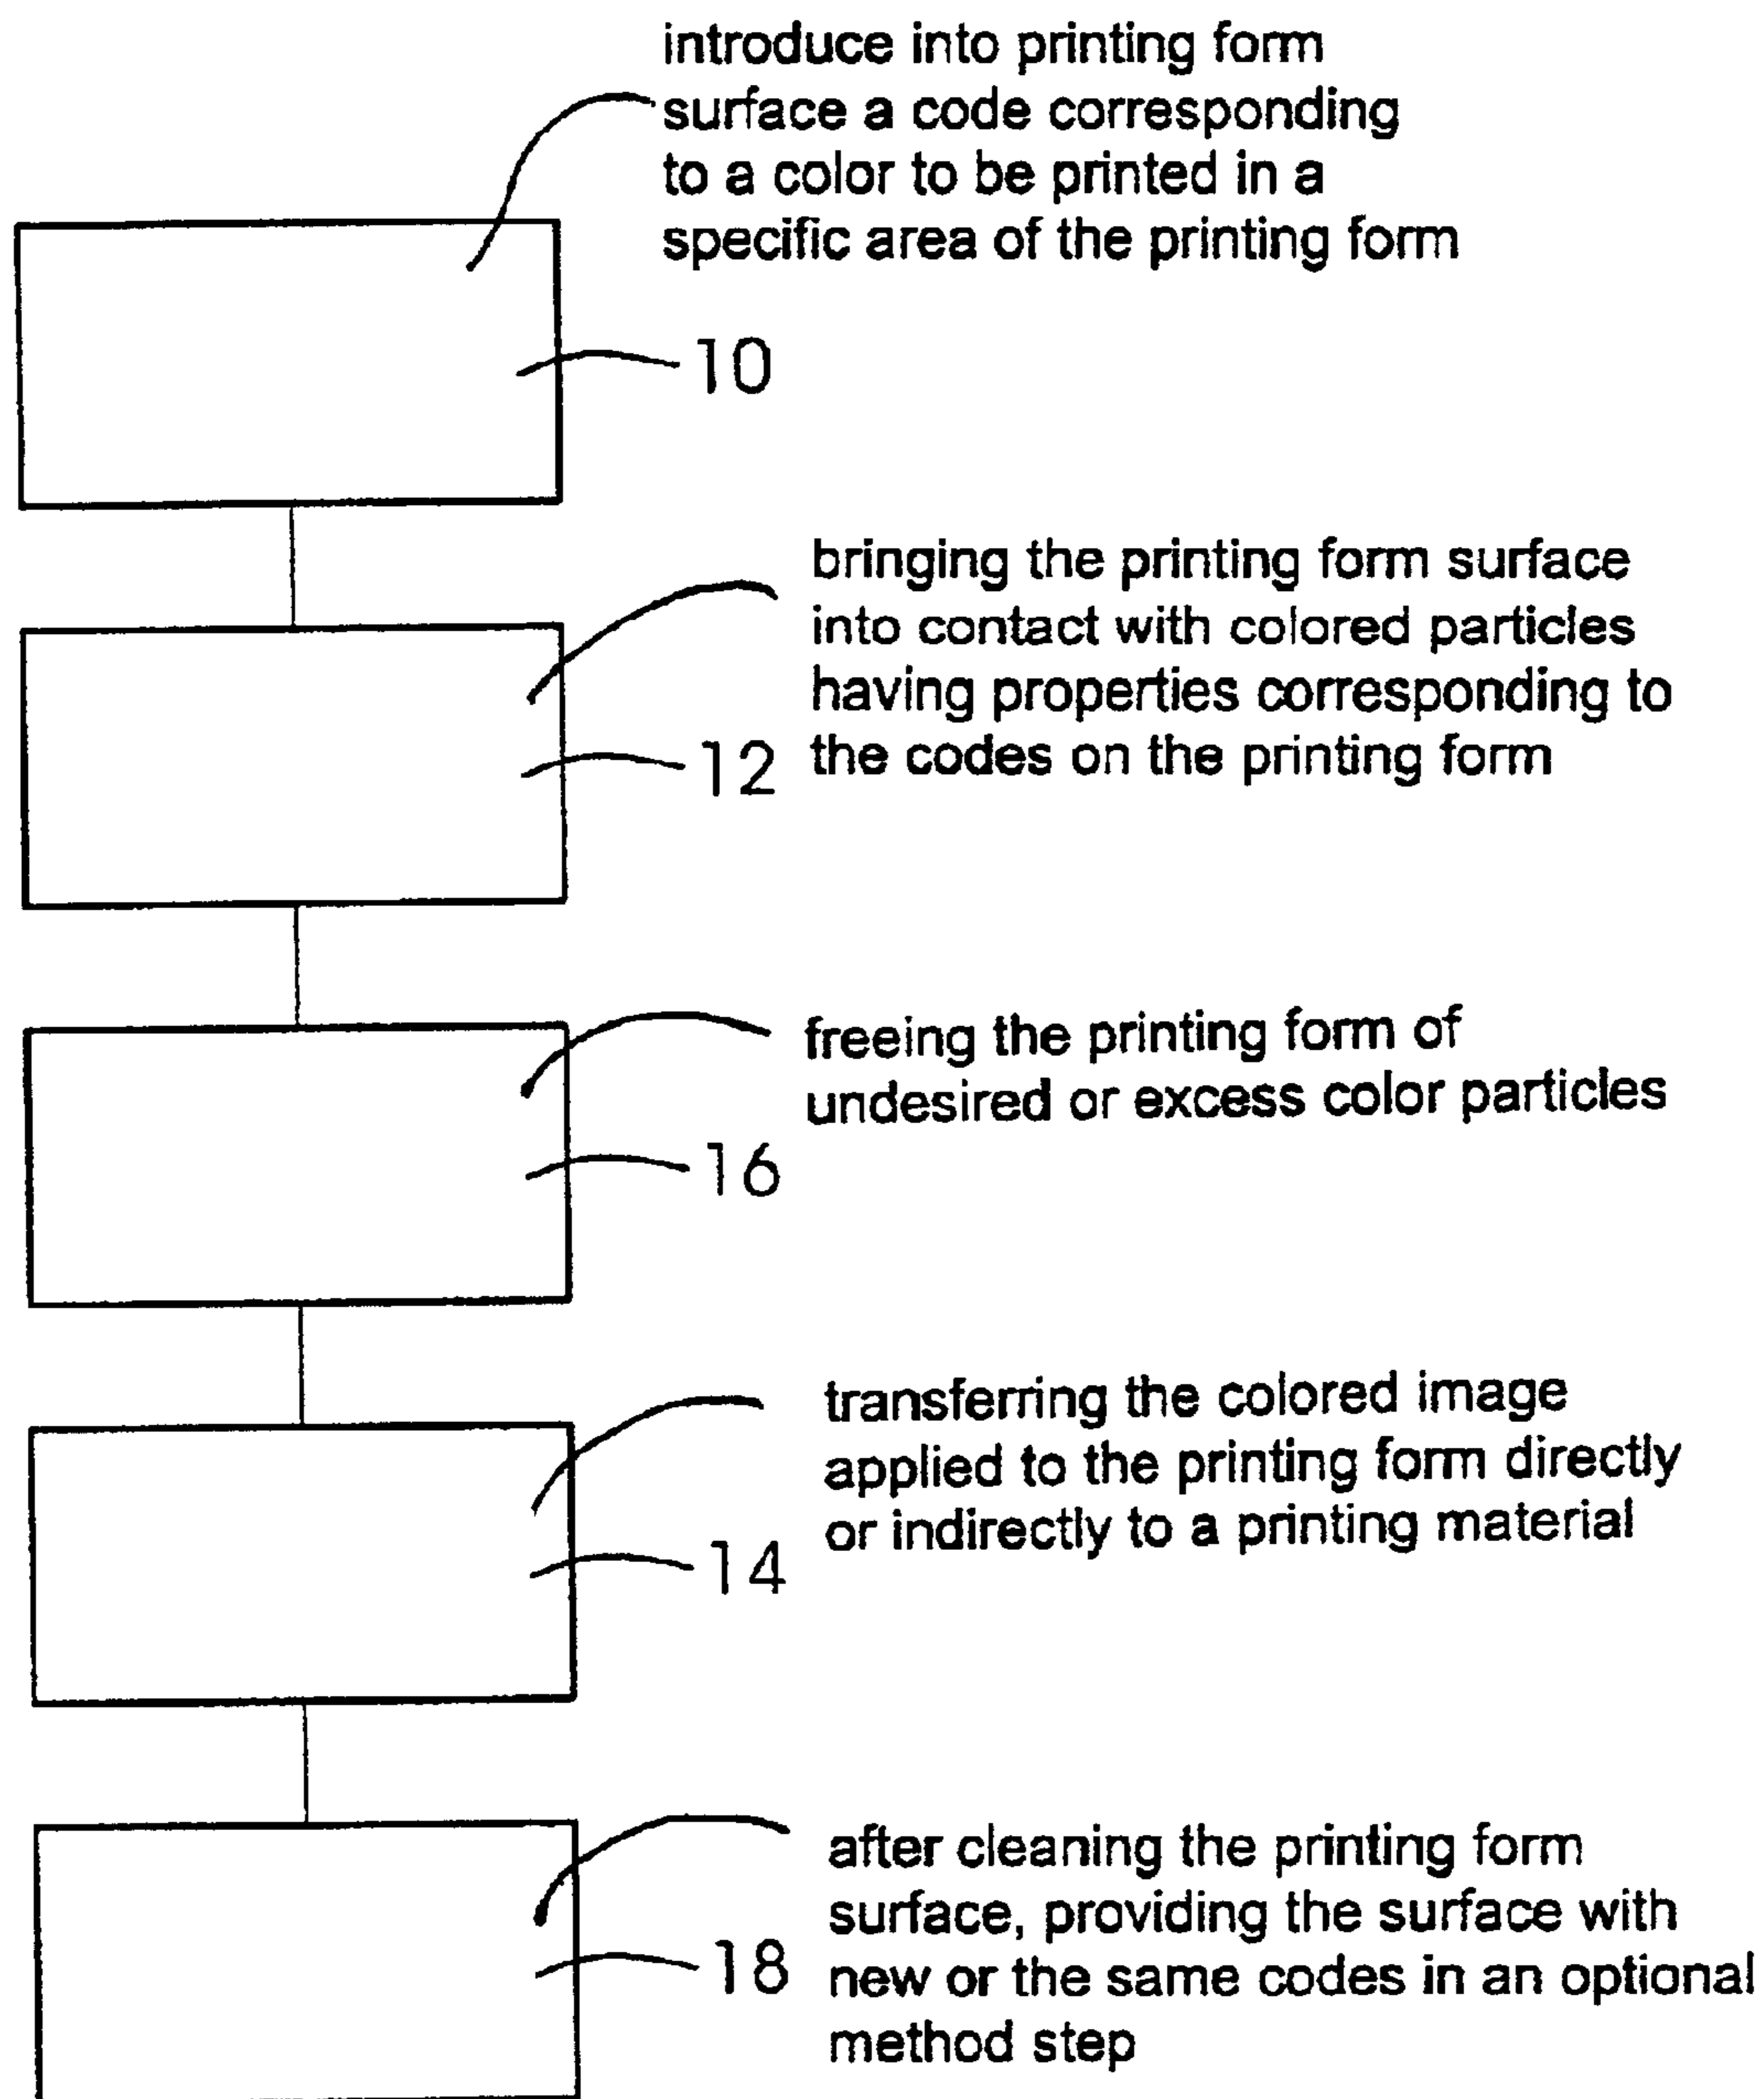 introduce into printing form
surface a code corresponding
to a color to be printed in a
specific area of the printing form
10
bringing the printing form surface
into contact with colored particles
having properties corresponding to
the codes on the printing form
12
freeing the printing form of
undesired or excess color particles
16
transferring the colored image
applied to the printing form directly
or indirectly to a printing material
14
after cleaning the printing form
surface, providing the surface with
new or the same codes in an optional
method step
18